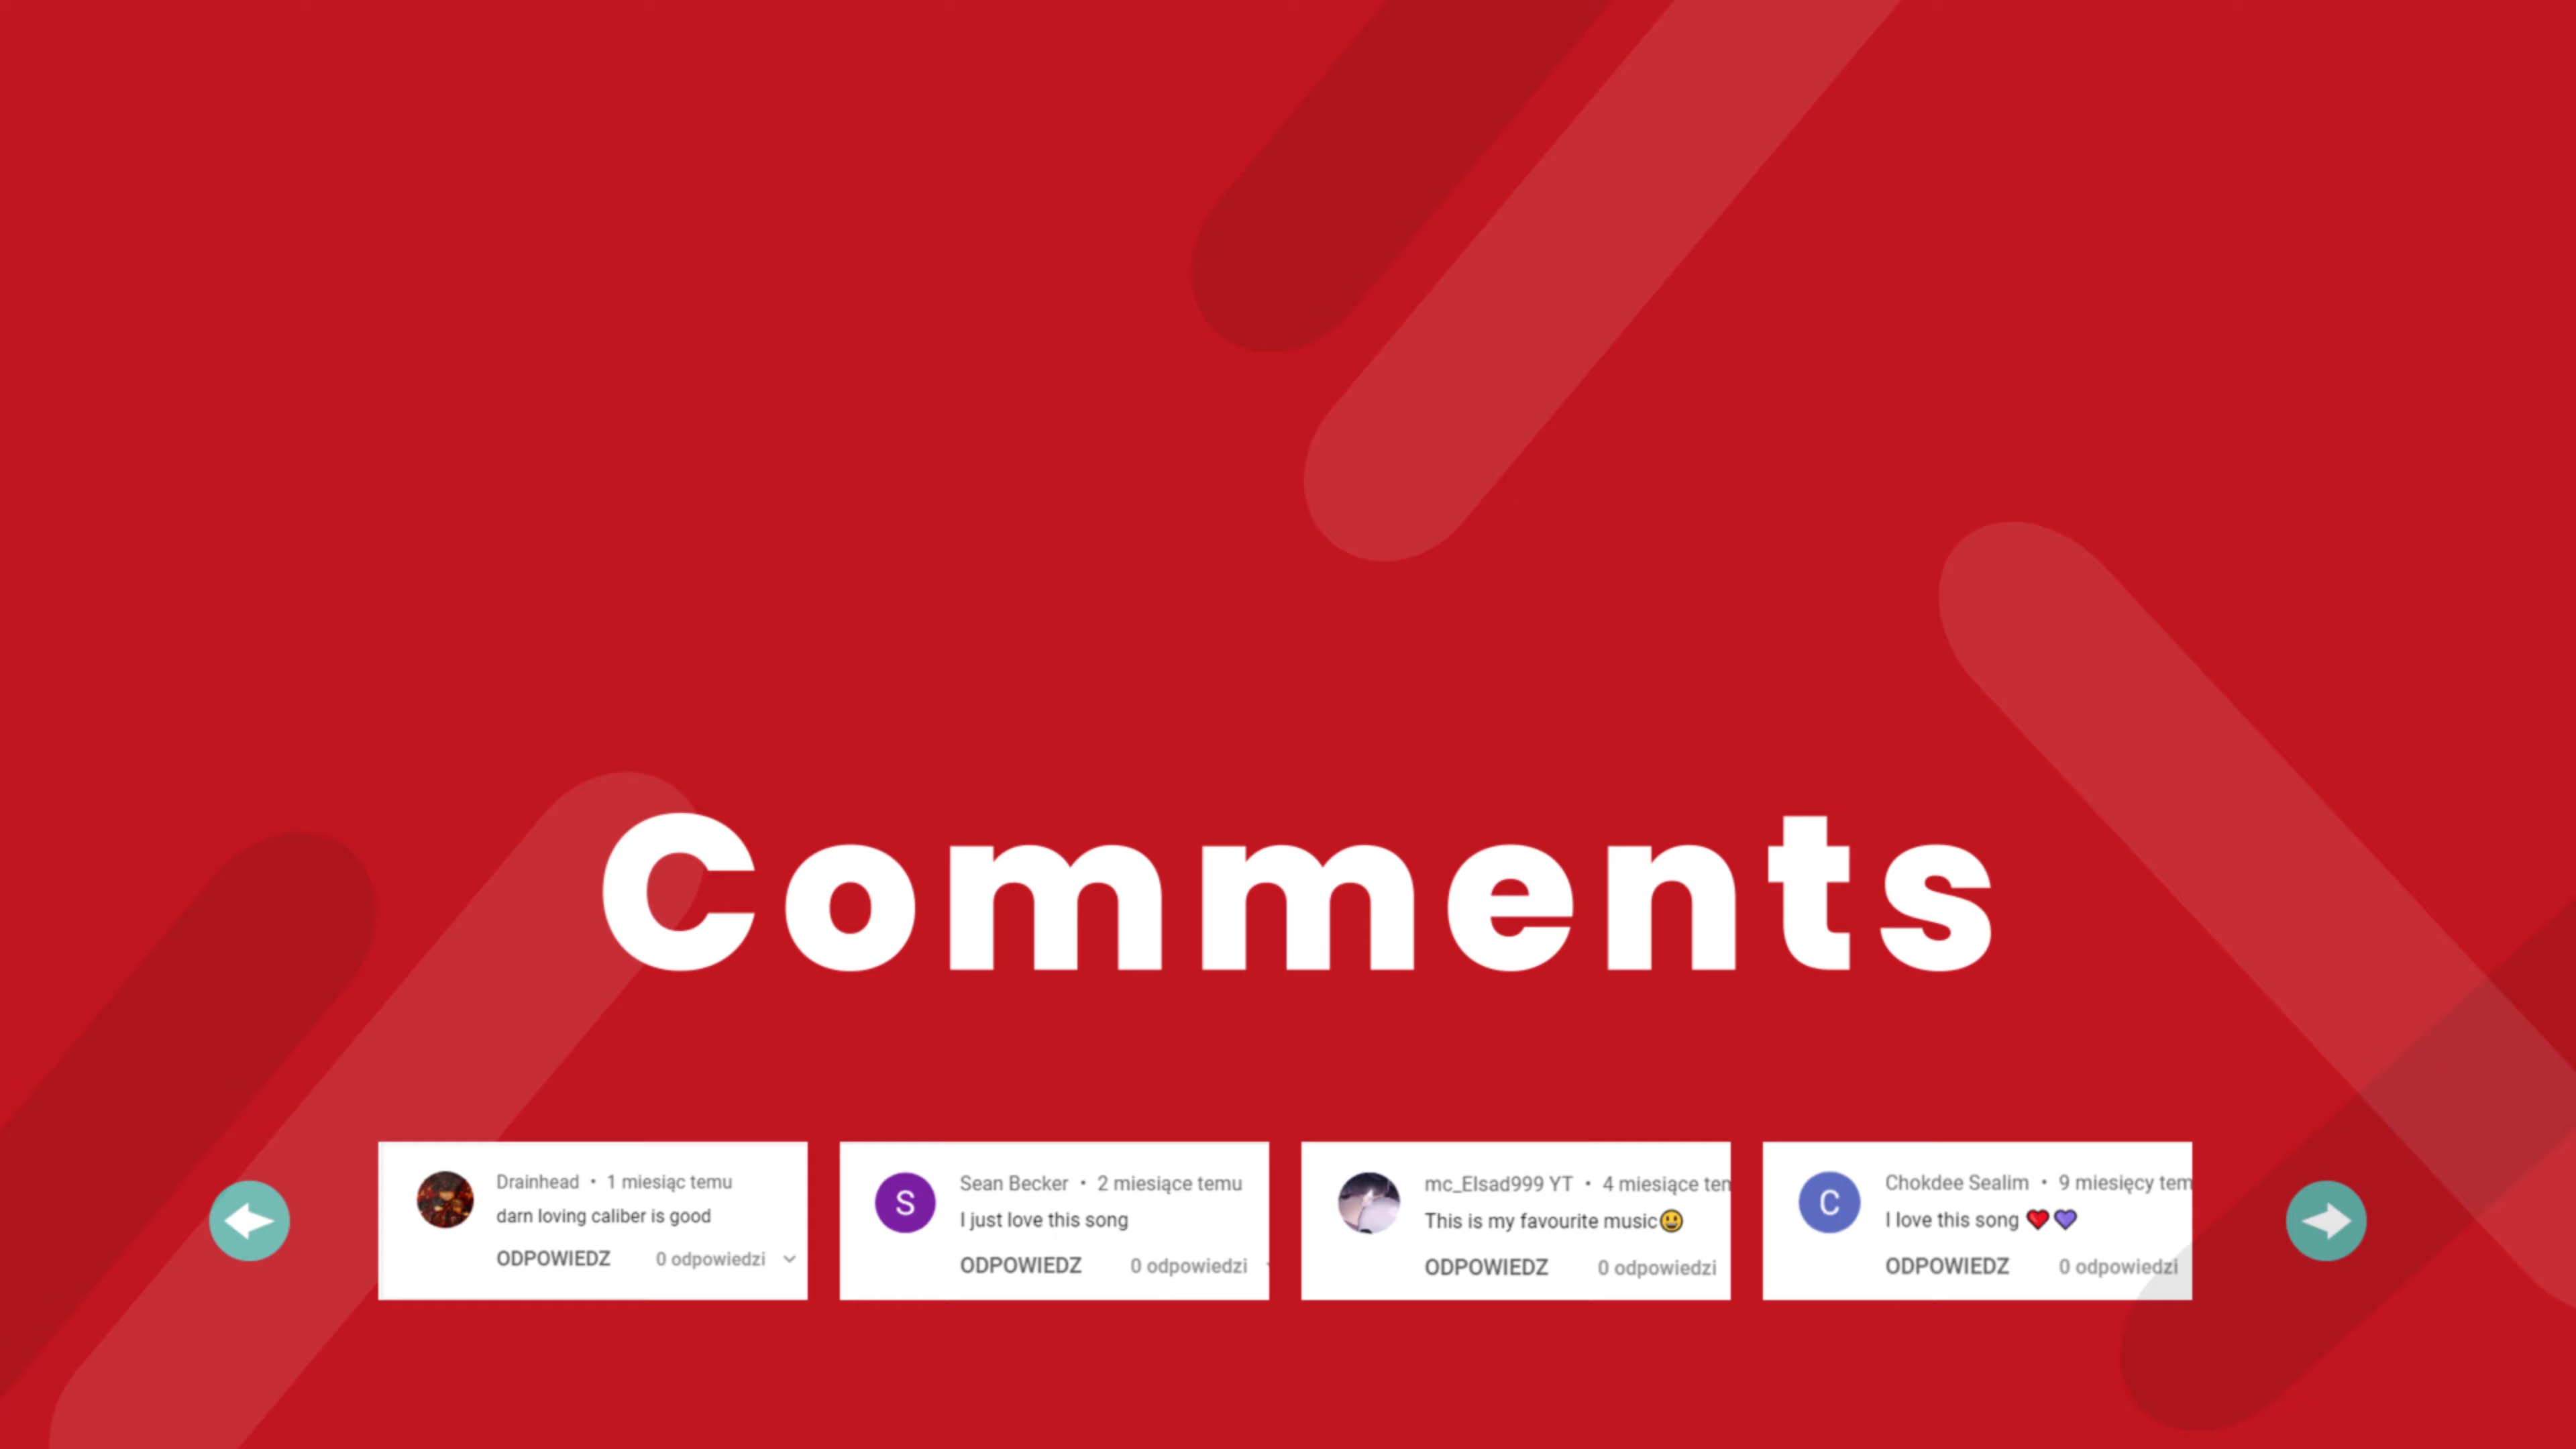 Comments
Drainhead • 1 miesiąc temu
darn loving caliber is good
ODPOWIEDZ 0 odpowiedzi
S
Sean Becker • 2 miesiące temu
I just love this song
ODPOWIEDZ 0 odpowiedzi
mc_Elsad999 YT • 4 miesiące tem
This is my favourite music😃
ODPOWIEDZ 0 odpowiedzi
C
Chokdee Sealim • 9 miesięcy tem
I love this song ❤💜
ODPOWIEDZ 0 odpowiedzi